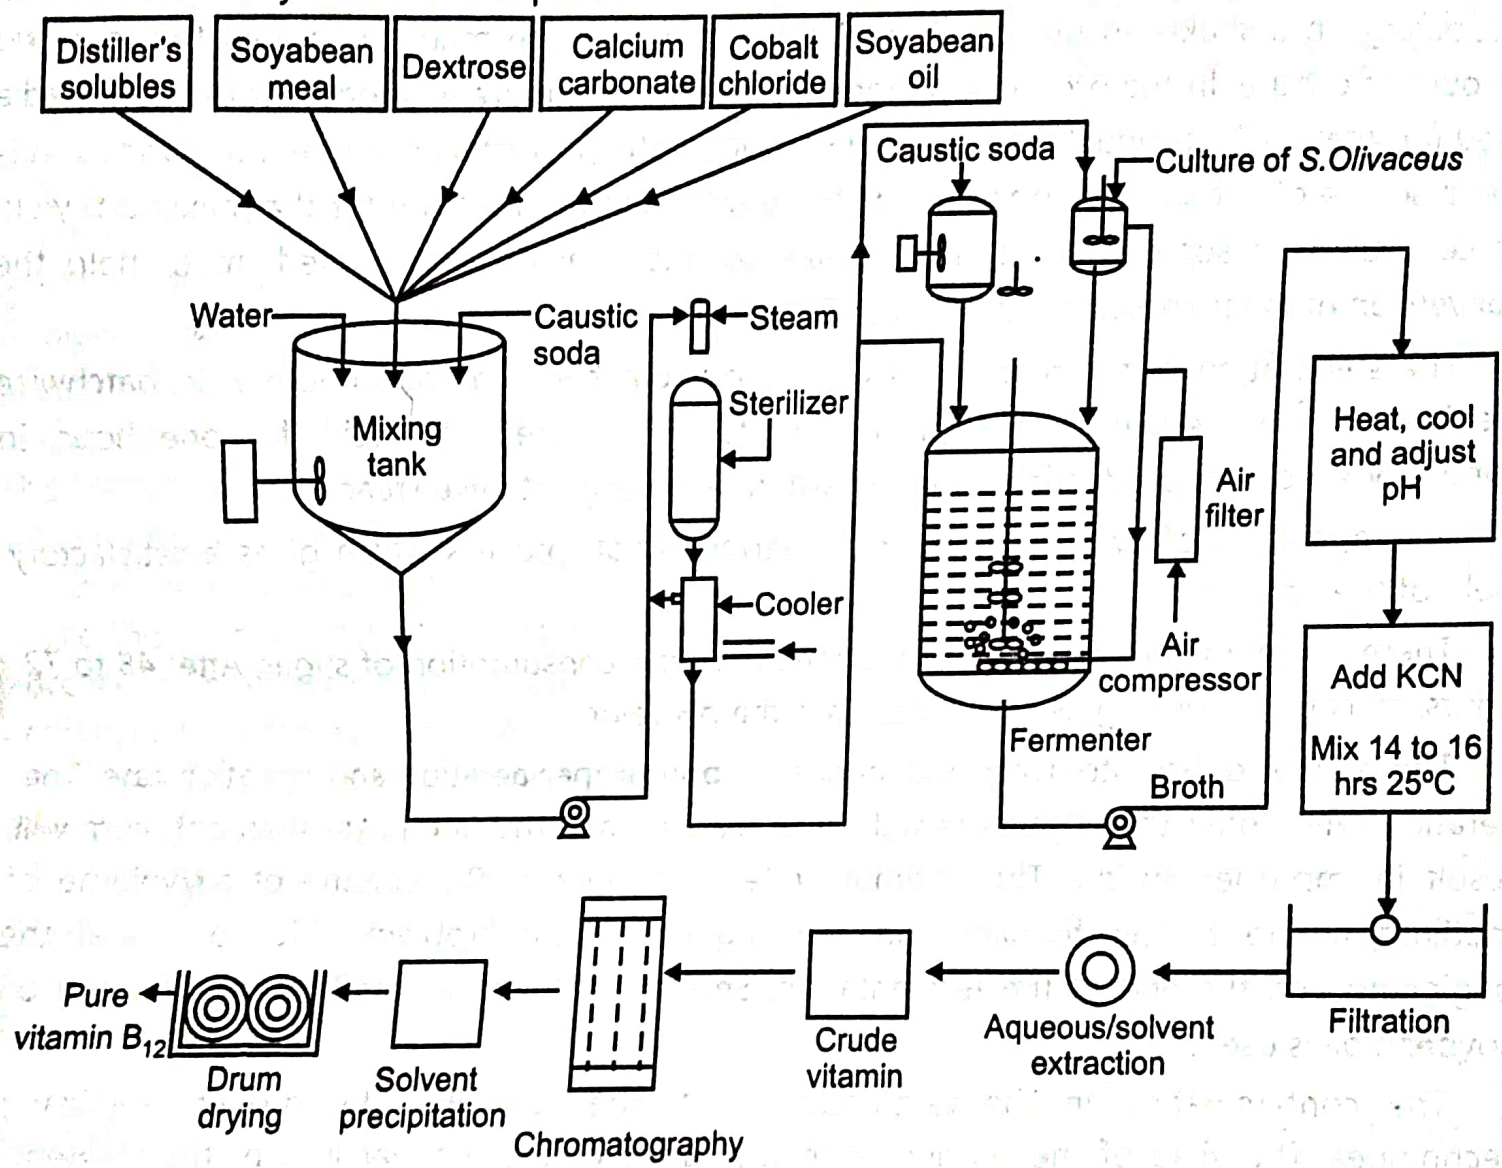 Distiller's
solubles
Soyabean
meal
Dextrose
Calcium
carbonate
Cobalt
chloride
Soyabean
oil
Caustic soda
Culture of S.Olivaceus
Water
Caustic
soda
Steam
Mixing
tank
Sterilizer
Heat, cool
and adjust
pH
Air
filter
Cooler
Air
compressor
Add KCN
Mix 14 to 16
hrs 25ºC
Fermenter
Broth
Pure
vitamin B12
Drum
drying
Solvent
precipitation
Chromatography
Crude
vitamin
Aqueous/solvent
extraction
Filtration